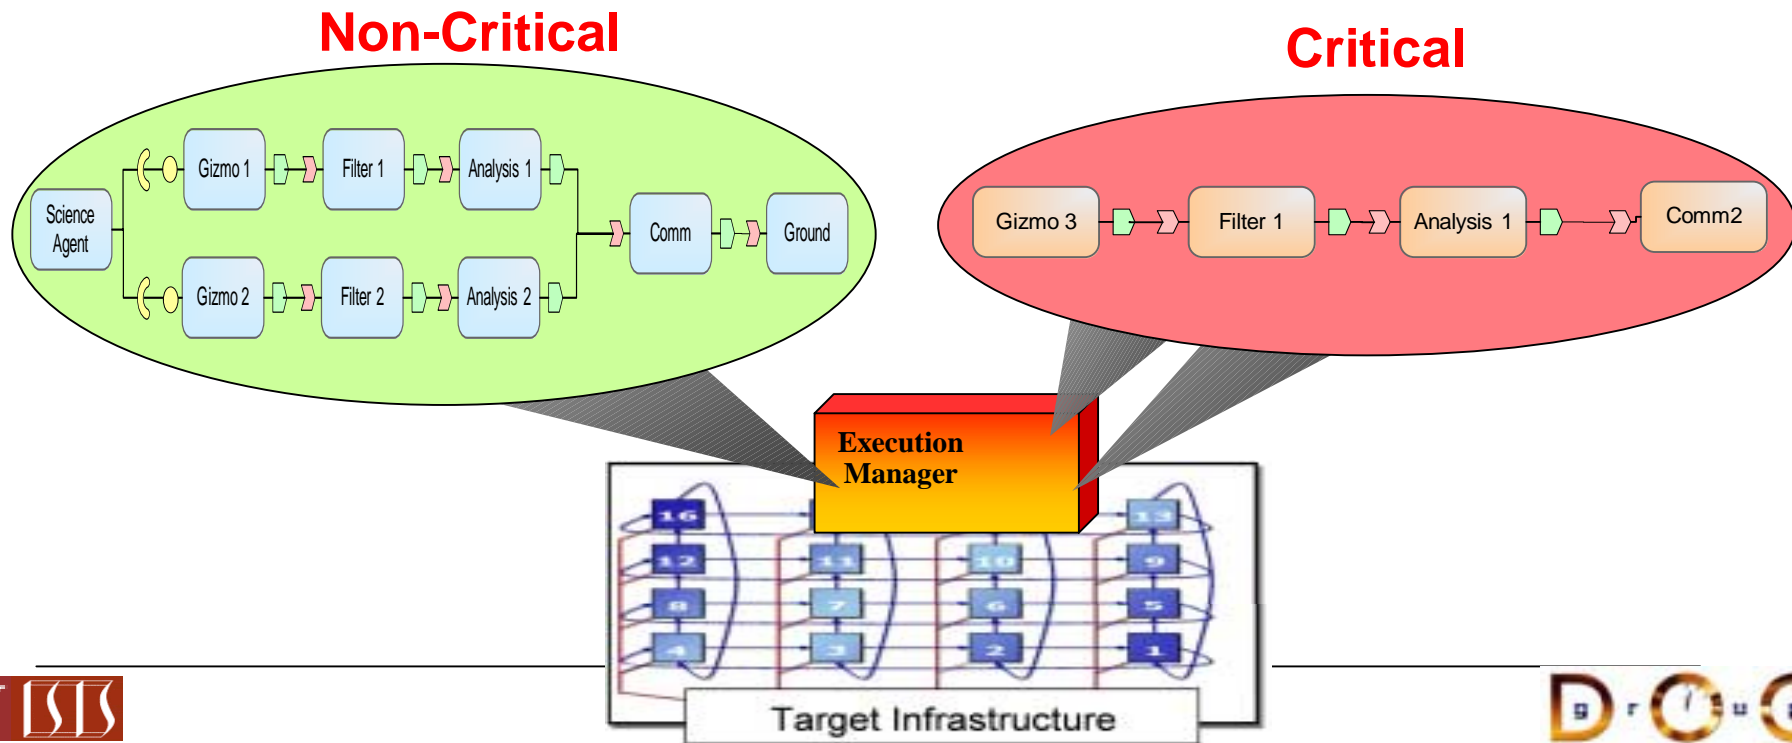 Non-Critical
Critical
Gizmo 1
Filter 1
Analysis 1
Science
Agent
Comm
Ground
Gizmo 2
Filter 2
Analysis 2
Gizmo 3
Filter 1
Analysis 1
Comm2
Execution
Manager
16
13
12
11
10
9
8
7
6
5
4
3
2
1
Target Infrastructure
ISIS